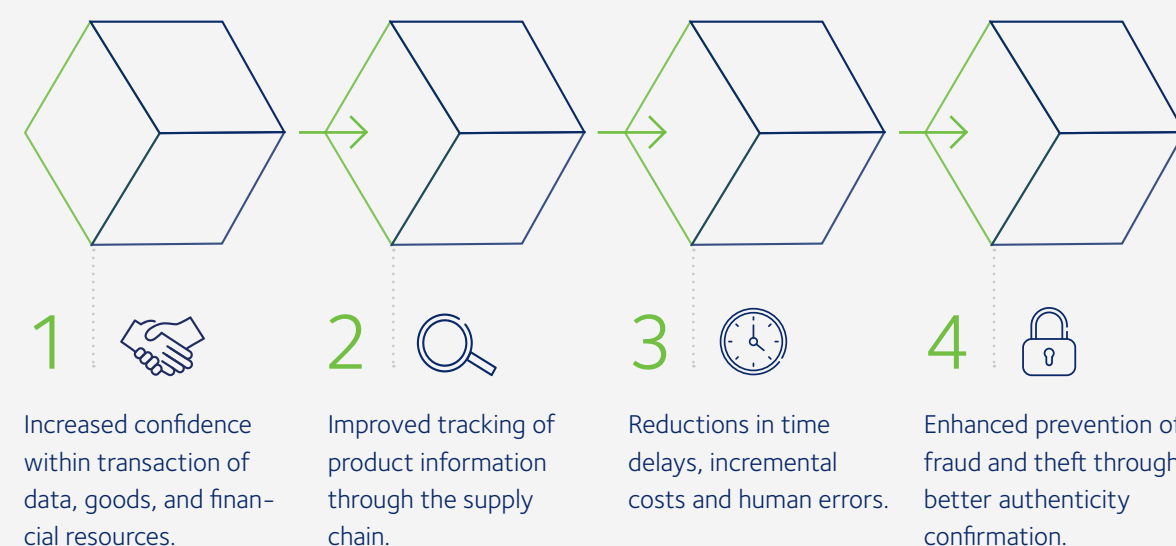 1
Increased confidence
within transaction of
data, goods, and finan-
cial resources.
2
Improved tracking of
product information
through the supply
chain.
3
Reductions in time
delays, incremental
costs and human errors.
4
Enhanced prevention of
fraud and theft through
better authenticity
confirmation.